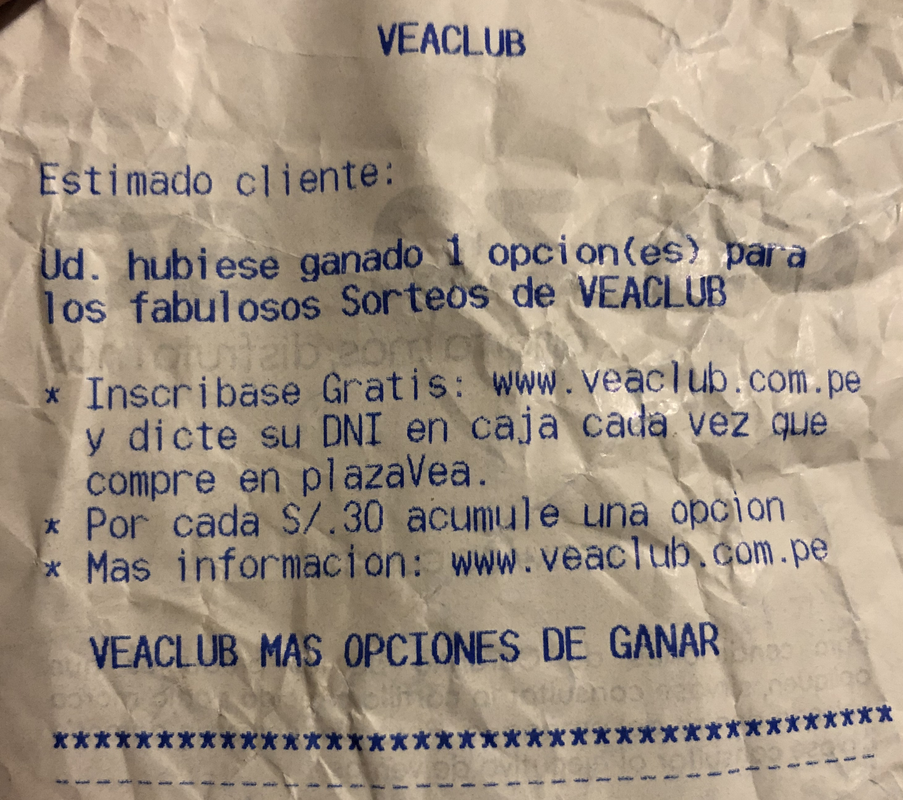 VEACLUB
Estimado cliente:
Ud. hubiese ganado 1 opcion(es) para
los fabulosos Sorteos de VEACLUB
* Inscribase Gratis: www.veaclub.com.pe
y dicte su DNI en caja cada vez que
compre en plazaVea.
* Por cada S/.30 acumule una opcion
* Mas informacion: www.veaclub.com.pe
VEACLUB MAS OPCIONES DE GANAR
****************************************
----------------------------------------